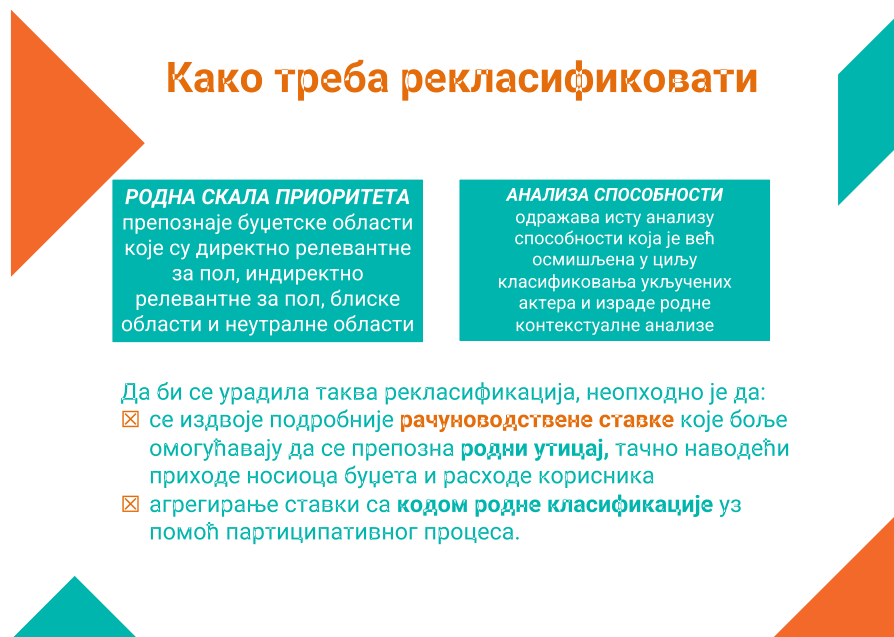 Како треба рекласификовати
РОДНА СКАЛА ПРИОРИТЕТА
препознаје буџетске области
које су директно релевантне
за пол, индиректно
релевантне за пол, блиске
области и неутралне области
АНАЛИЗА СПОСОБНОСТИ
одражава исту анализу
способности која је већ
осмишљена у циљу
класификовања укључених
актера и израде родне
контекстуалне анализе
Да би се урадила таква рекласификација, неопходно је да:
☒ се издвоје подробније рачуноводствене ставке које боље
омогућавају да се препозна родни утицај, тачно наводећи
приходе носиоца буџета и расходе корисника
☒ агрегирање ставки са кодом родне класификације уз
помоћ партиципативног процеса.